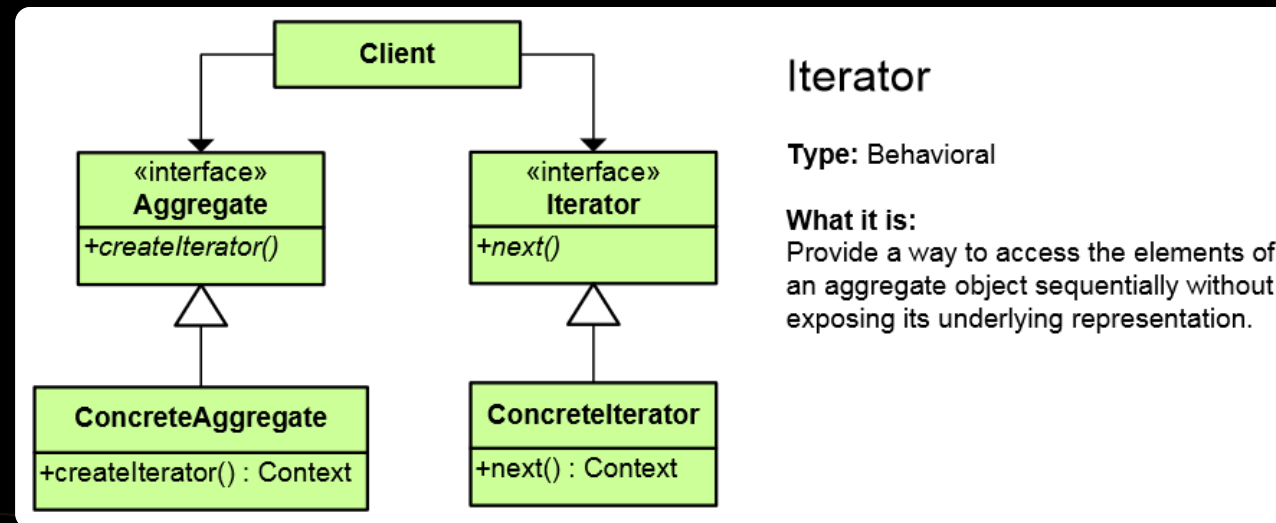 Client
«interface»
Aggregate
+createIterator()
«interface»
Iterator
+next()
ConcreteAggregate
+createIterator() : Context
ConcreteIterator
+next() : Context
Iterator
Type: Behavioral
What it is:
Provide a way to access the elements of
an aggregate object sequentially without
exposing its underlying representation.